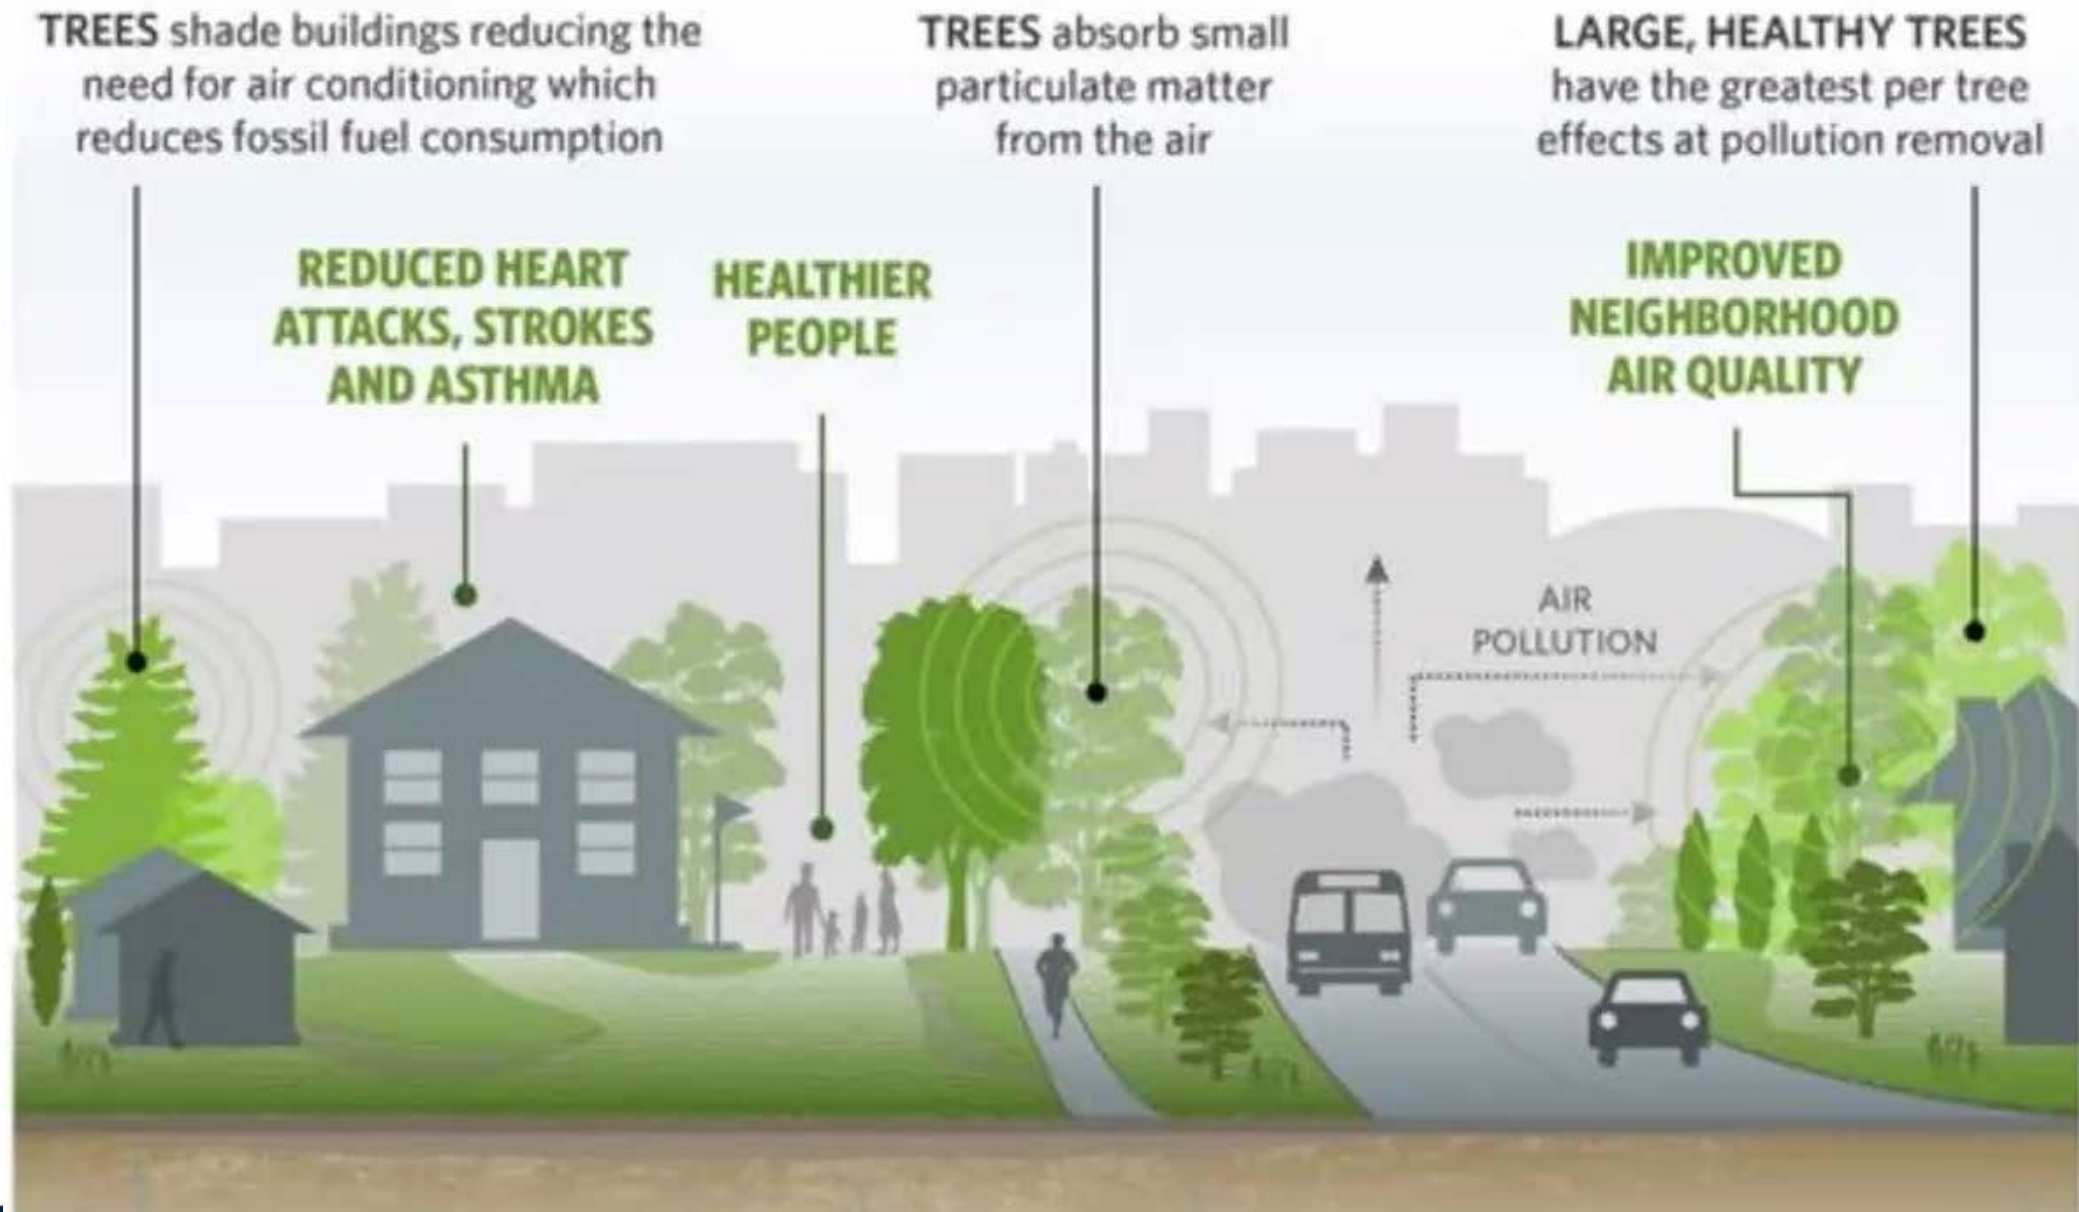 TREES shade buildings reducing the
need for air conditioning which
reduces fossil fuel consumption
TREES absorb small
particulate matter
from the air
LARGE, HEALTHY TREES
have the greatest per tree
effects at pollution removal
REDUCED HEART
ATTACKS, STROKES
AND ASTHMA
HEALTHIER
PEOPLE
IMPROVED
NEIGHBORHOOD
AIR QUALITY
AIR
POLLUTION